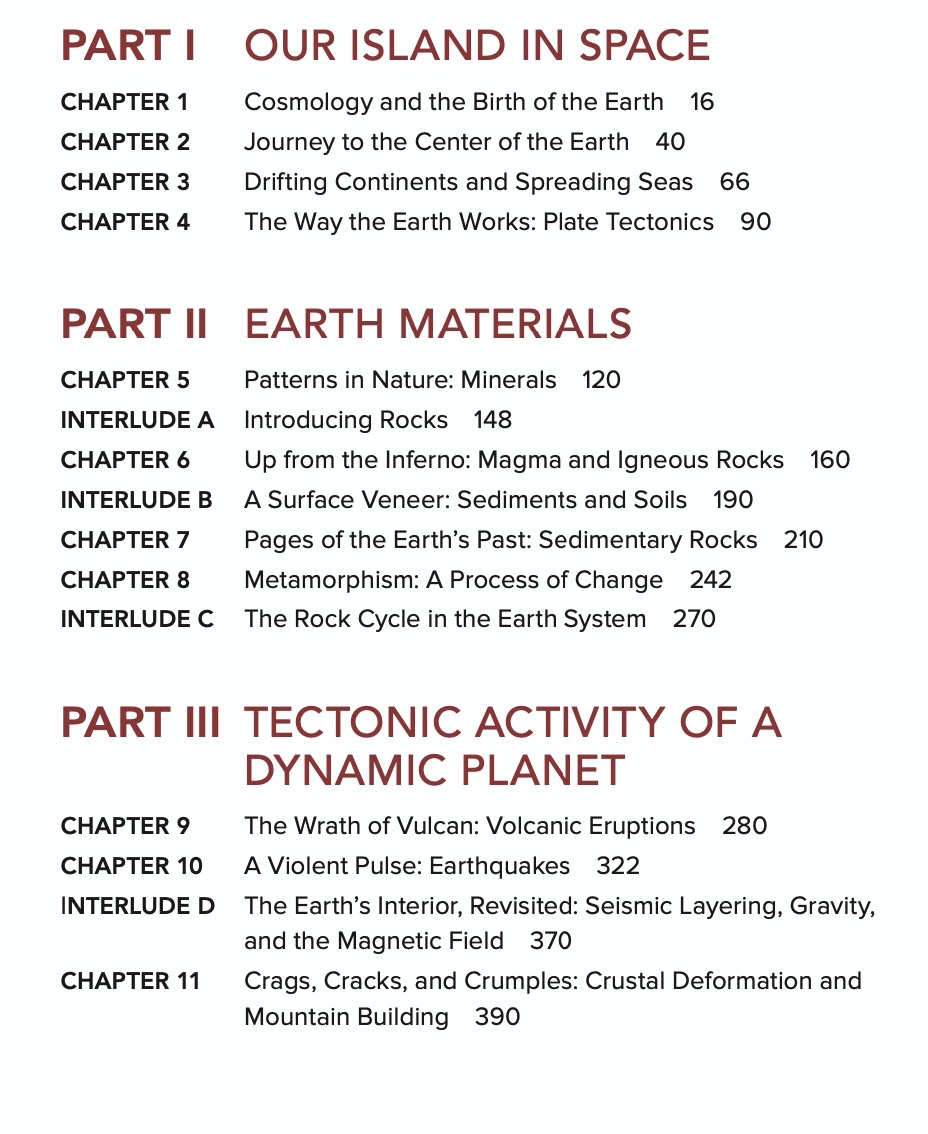 PART I OUR ISLAND IN SPACE
CHAPTER 1 Cosmology and the Birth of the Earth 16
CHAPTER 2 Journey to the Center of the Earth 40
CHAPTER 3 Drifting Continents and Spreading Seas 66
CHAPTER 4 The Way the Earth Works: Plate Tectonics 90
PART II EARTH MATERIALS
CHAPTER 5 Patterns in Nature: Minerals 120
INTERLUDE A Introducing Rocks 148
CHAPTER 6 Up from the Inferno: Magma and Igneous Rocks 160
INTERLUDE B A Surface Veneer: Sediments and Soils 190
CHAPTER 7 Pages of the Earth’s Past: Sedimentary Rocks 210
CHAPTER 8 Metamorphism: A Process of Change 242
INTERLUDE C The Rock Cycle in the Earth System 270
PART III TECTONIC ACTIVITY OF A
DYNAMIC PLANET
CHAPTER 9 The Wrath of Vulcan: Volcanic Eruptions 280
CHAPTER 10 A Violent Pulse: Earthquakes 322
INTERLUDE D The Earth’s Interior, Revisited: Seismic Layering, Gravity,
and the Magnetic Field 370
CHAPTER 11 Crags, Cracks, and Crumples: Crustal Deformation and
Mountain Building 390